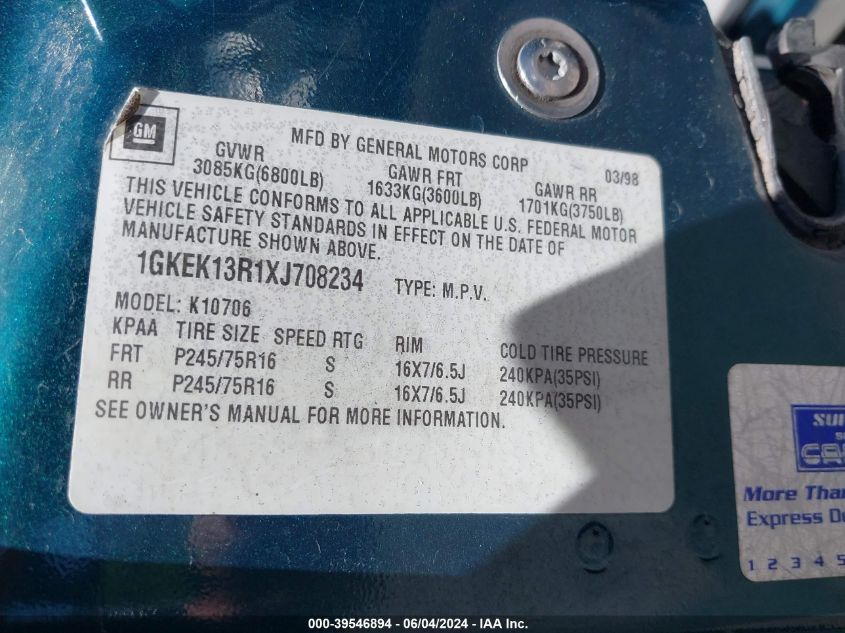 GM
MFD BY GENERAL MOTORS CORP 03/98
GVWR GAWR FRT GAWR RR
3085KG(6800LB) 1633KG(3600LB) 1701KG(3750LB)
THIS VEHICLE CONFORMS TO ALL APPLICABLE U.S. FEDERAL MOTOR
VEHICLE SAFETY STANDARDS IN EFFECT ON THE DATE OF
MANUFACTURE SHOWN ABOVE.
1GKEK13R1XJ708234 TYPE: M.P.V.
MODEL: K10706
KPAA TIRE SIZE SPEED RTG RIM COLD TIRE PRESSURE
FRT P245/75R16 S 16X7/6.5J 240KPA(35PSI)
RR P245/75R16 S 16X7/6.5J 240KPA(35PSI)
SEE OWNER'S MANUAL FOR MORE INFORMATION.
More
Express
1 2 3 4 5
000-39546894 - 06/04/2024 - IAA Inc.